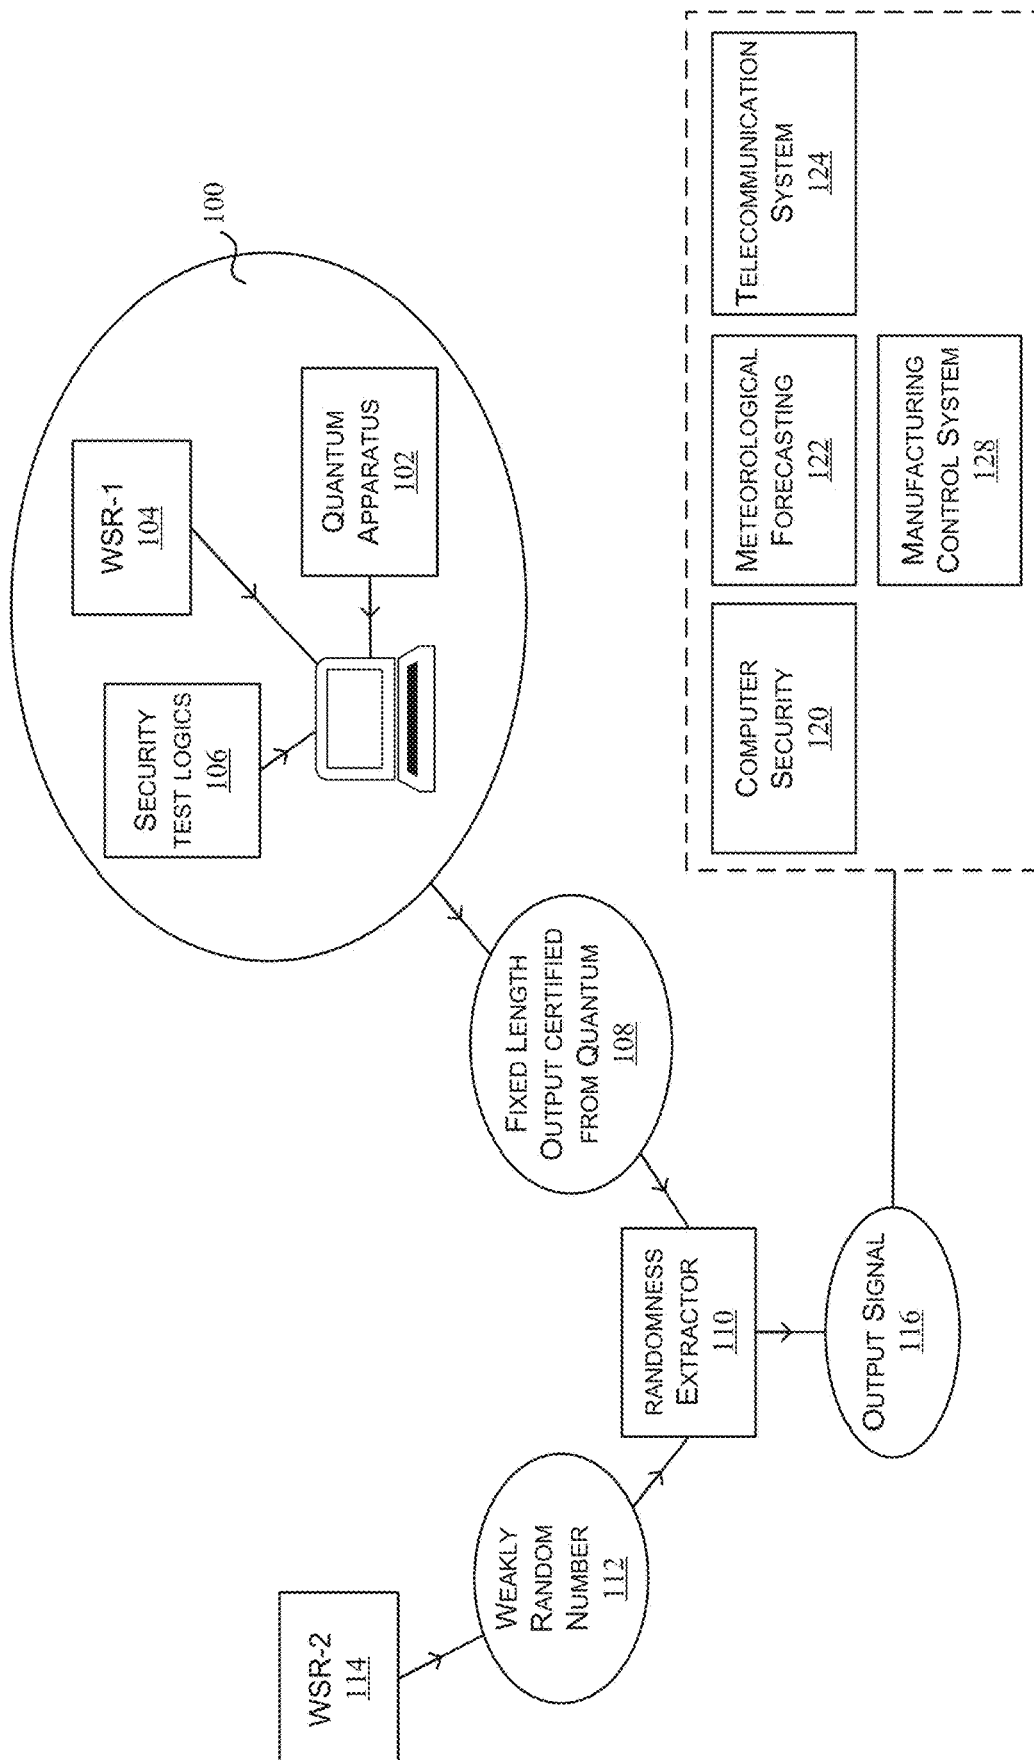 WSR-2
114
WEAKLY
RANDOM
NUMBER
112
RANDOMNESS
EXTRACTOR
110
OUTPUT SIGNAL
116
FIXED LENGTH
OUTPUT CERTIFIED
FROM QUANTUM
108
SECURITY
TEST LOGICS
106
WSR-1
104
QUANTUM
APPARATUS
102
100
COMPUTER
SECURITY
120
METEOROLOGICAL
FORECASTING
122
TELECOMMUNICATION
SYSTEM
124
MANUFACTURING
CONTROL SYSTEM
128